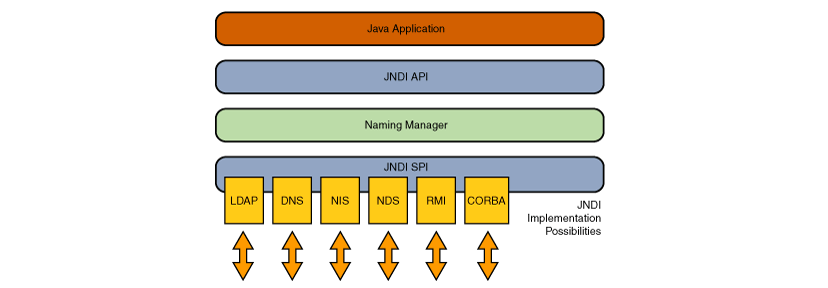 Java Application
JNDI API
Naming Manager
JNDI SPI
LDAP DNS NIS NDS RMI CORBA
JNDI
Implementation
Possibilities